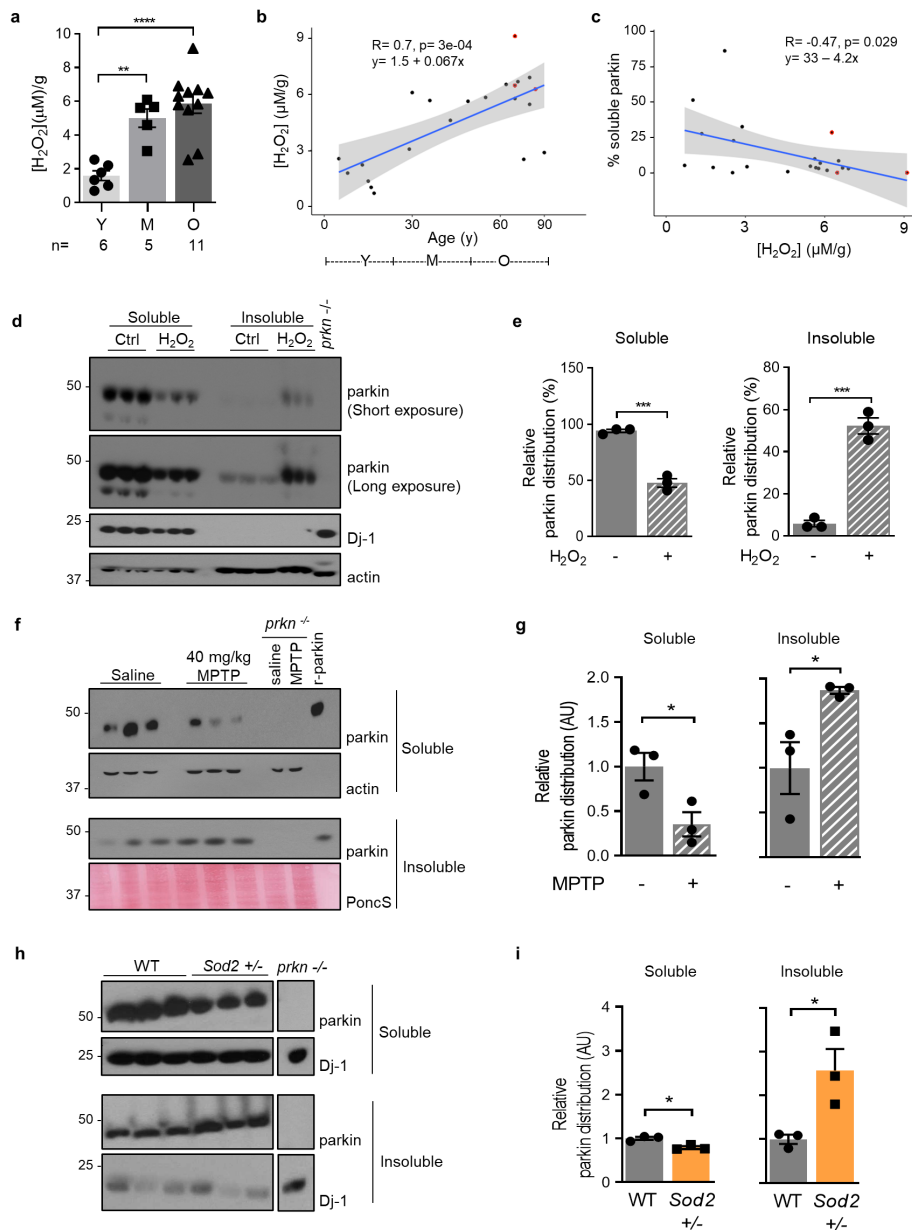 a
****
**
[H₂O₂](µM)/g
10
8
6
4
2
0
Y M O
n= 6 5 11
b
R= 0.7, p= 3e-04
y= 1.5 + 0.067x
[H₂O₂] (µM/g)
9
6
3
0
0 30 60 90
Age (y)
Y M O
c
R= -0.47, p= 0.029
y= 33 – 4.2x
% soluble parkin
100
75
50
25
0
0 3 6 9
[H₂O₂] (µM/g)
d
Soluble Insoluble prkn -/-
Ctrl H₂O₂ Ctrl H₂O₂
50
parkin
(Short exposure)
50
parkin
(Long exposure)
25
Dj-1
37
actin
e
Soluble Insoluble
Relative
parkin distribution (%)
150
100
50
0
***
H₂O₂ - +
Relative
parkin distribution (%)
80
60
40
20
0
***
H₂O₂ - +
f
prkn -/-
Saline
40 mg/kg
MPTP
saline
MPTP
r-parkin
50
parkin
37
actin
Soluble
50
parkin
37
PoncS
Insoluble
g
Soluble Insoluble
Relative
parkin distribution (AU)
2.0
1.5
1.0
0.5
0.0
*
*
MPTP - + - +
h
WT Sod2 +/- prkn -/-
50
parkin
25
Dj-1
Soluble
50
parkin
25
Dj-1
Insoluble
i
Soluble Insoluble
Relative
parkin distribution (AU)
4
3
2
1
0
*
*
WT Sod2 +/-
WT Sod2 +/-